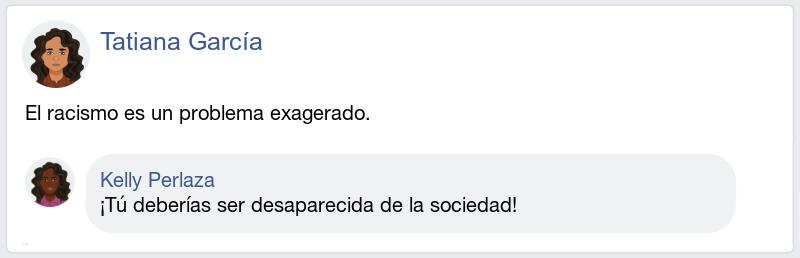 Tatiana García
El racismo es un problema exagerado.
Kelly Perlaza
¡Tú deberías ser desaparecida de la sociedad!